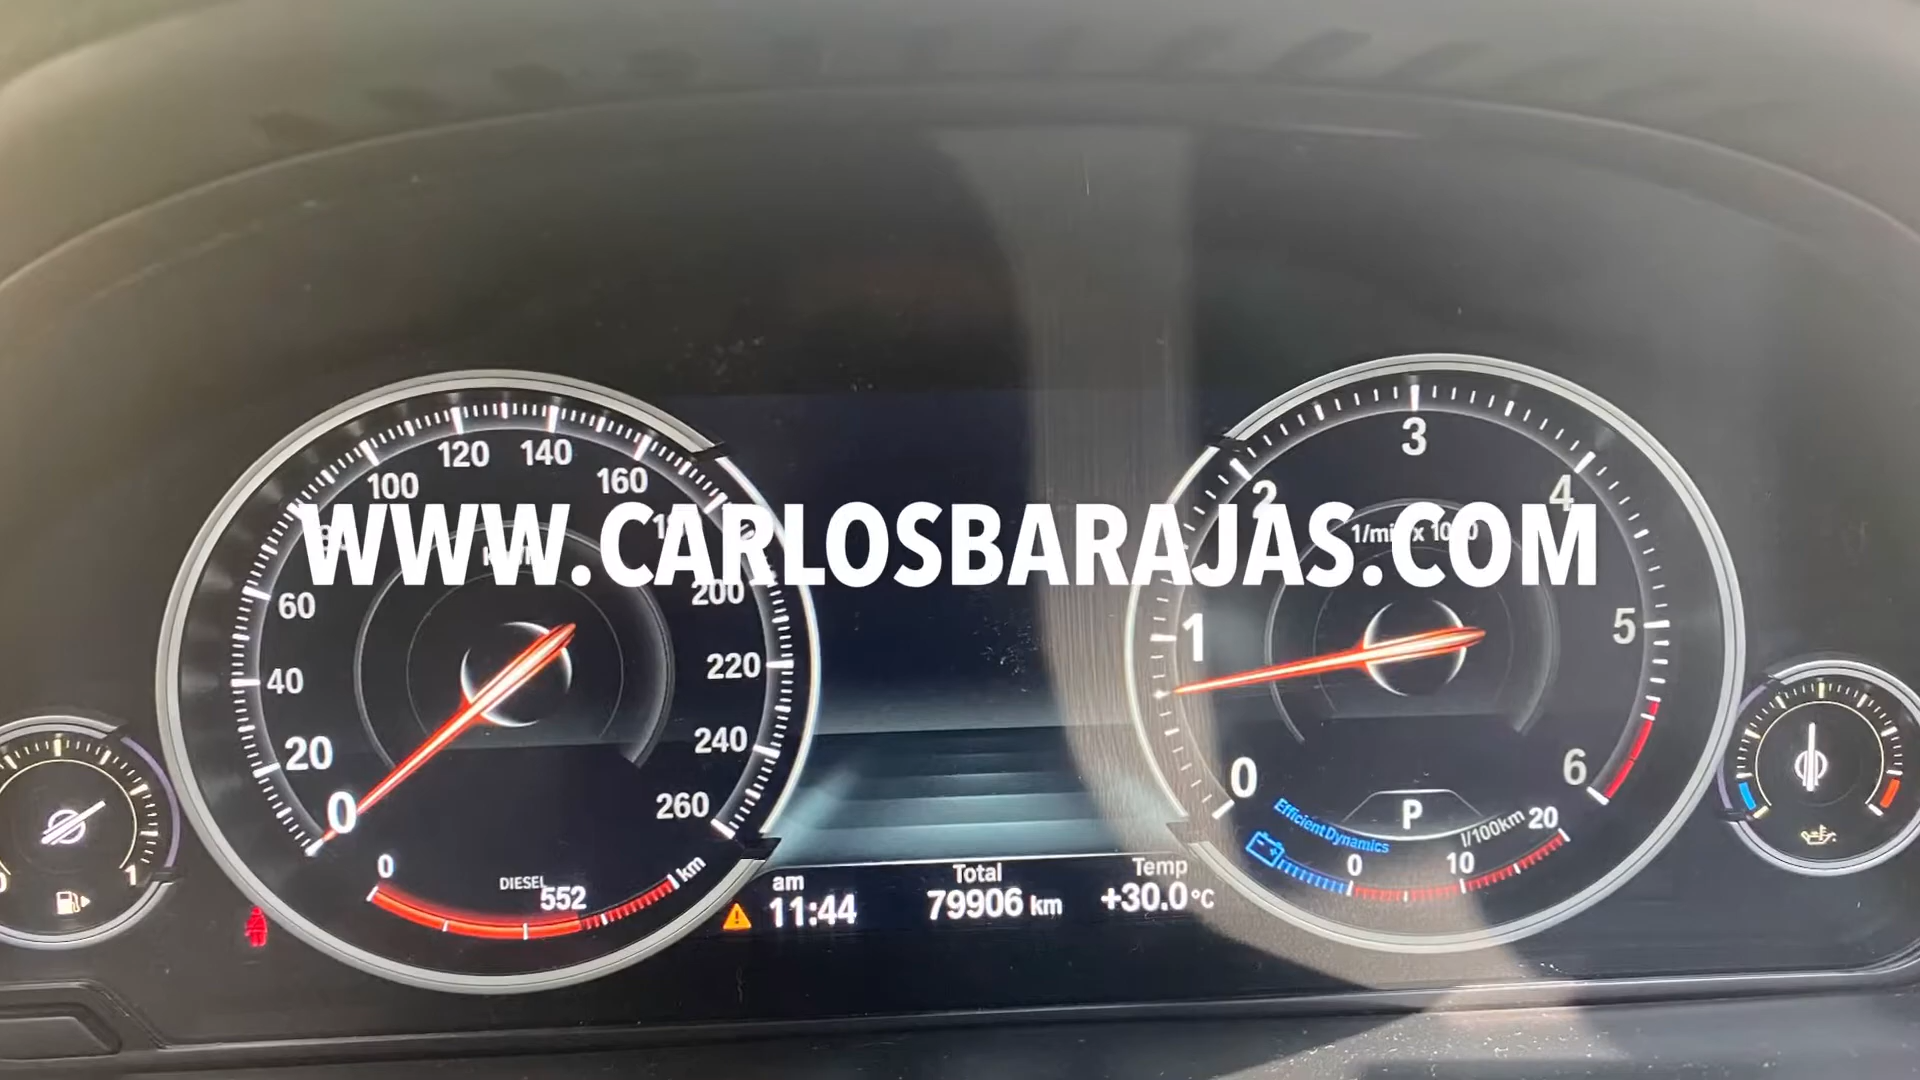 120 140
100 160
3
2 4
WWW.CARLOSBARAJAS.COM
200
60
1 5
220
40
240
20
0
260
0 6
P
EfficientDynamics
l/100km 20
0 10
0
DIESEL 552 km
1
am Total Temp
11:44 79906 km +30.0 °C